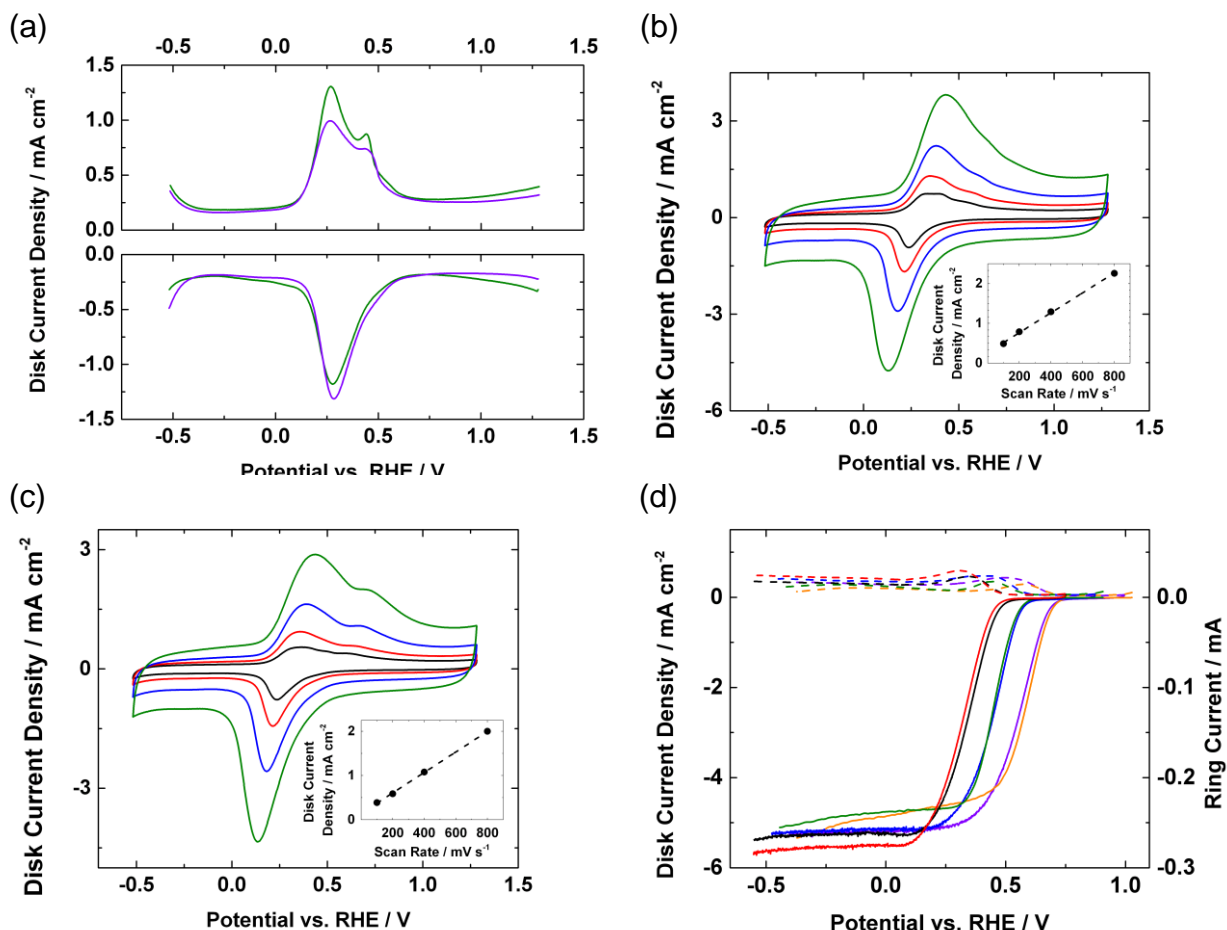 (a)
-0.5 0.0 0.5 1.0 1.5
1.5
1.0
0.5
0.0
0.0
-0.5
-1.0
-1.5
Disk Current Density / mA cm-2
-0.5 0.0 0.5 1.0 1.5
Potential vs. RHE / V
(b)
3
0
-3
-6
Disk Current Density / mA cm-2
2
1
0
Disk Current
Density / mA cm-2
200 400 600 800
Scan Rate / mV s-1
-0.5 0.0 0.5 1.0 1.5
Potential vs. RHE / V
(c)
3
0
-3
Disk Current Density / mA cm-2
2
1
0
Disk Current
Density / mA cm-2
200 400 600 800
Scan Rate / mV s-1
-0.5 0.0 0.5 1.0 1.5
Potential vs. RHE / V
(d)
0
-2
-4
-6
Disk Current Density / mA cm-2
0.0
-0.1
-0.2
-0.3
Ring Current / mA
-0.5 0.0 0.5 1.0
Potential vs. RHE / V